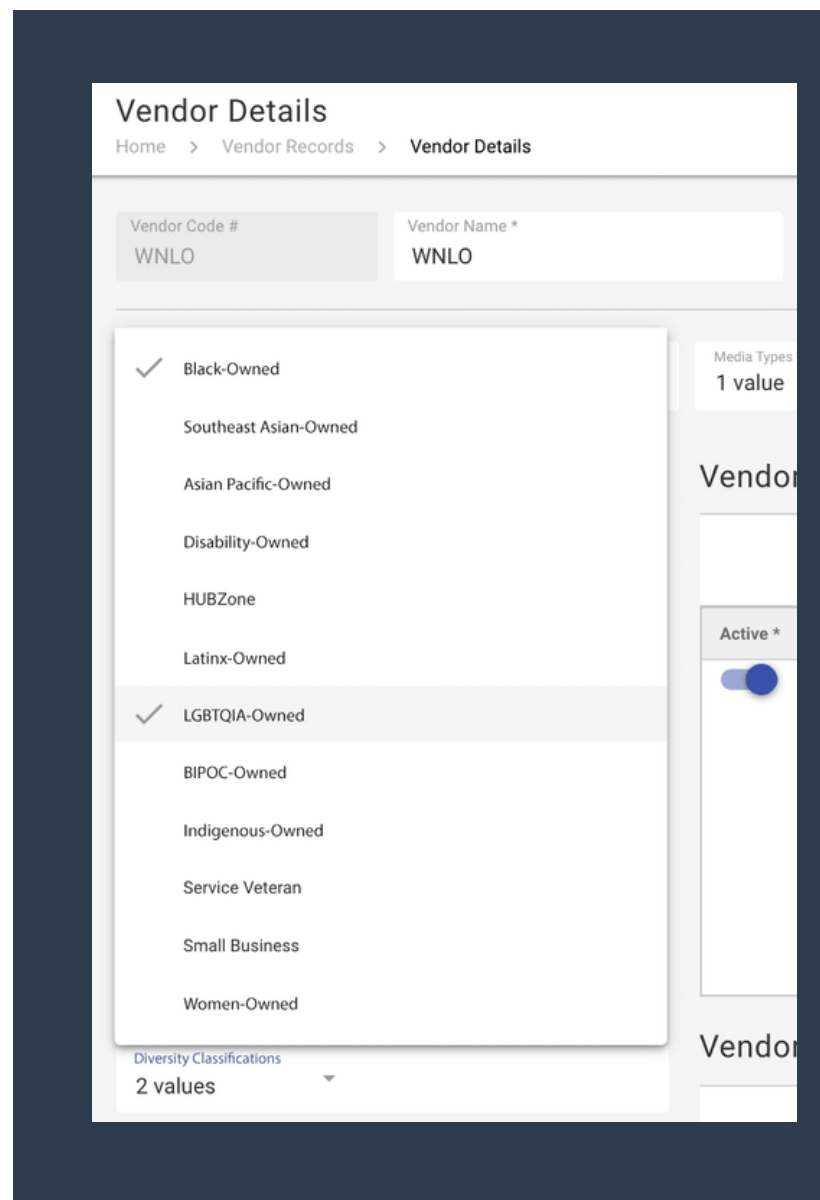 Vendor Details
Home > Vendor Records > Vendor Details
Vendor Code # Vendor Name *
WNLO WNLO
Black-Owned
Media Types
1 value
Southeast Asian-Owned
Asian Pacific-Owned
Vendor
Disability-Owned
HUBZone
Active *
Latinx-Owned
LGBTQIA-Owned
BIPOC-Owned
Indigenous-Owned
Service Veteran
Small Business
Women-Owned
Vendor
Diversity Classifications
2 values